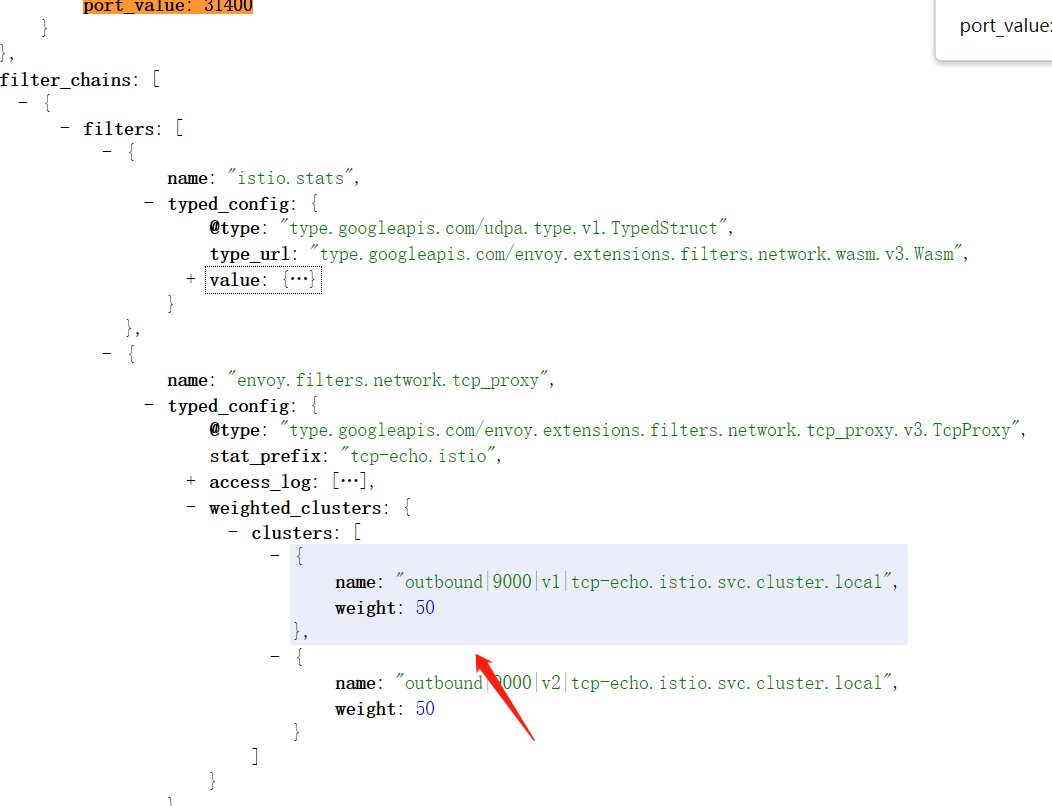 port_value: 31400
port_value:
}
},
filter_chains: [
- {
- filters: [
- {
name: "istio.stats",
- typed_config: {
@type: "type.googleapis.com/udpa.type.v1.TypedStruct",
type_url: "type.googleapis.com/envoy.extensions.filters.network.wasm.v3.Wasm",
+ value: {…}
}
},
- {
name: "envoy.filters.network.tcp_proxy",
- typed_config: {
@type: "type.googleapis.com/envoy.extensions.filters.network.tcp_proxy.v3.TcpProxy",
stat_prefix: "tcp-echo.istio",
+ access_log: […],
- weighted_clusters: {
- clusters: [
- {
name: "outbound|9000|v1|tcp-echo.istio.svc.cluster.local",
weight: 50
},
- {
name: "outbound|9000|v2|tcp-echo.istio.svc.cluster.local",
weight: 50
}
]
}
}